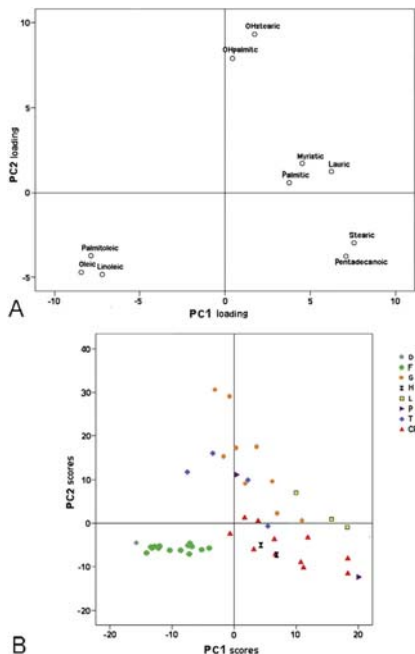 OHstearic
OHpalmitc
Myristic
Lauric
Palmitic
Stearic
Pentadecanoic
Palmitoleic
Oleic
Linoleic
10
5
0
-5
-10
-5
0
5
10
PC2 loading
PC1 loading
A
40
30
20
10
0
-10
-20
-20
-10
0
10
20
PC2 scores
PC1 scores
D
F
G
H
L
P
T
B